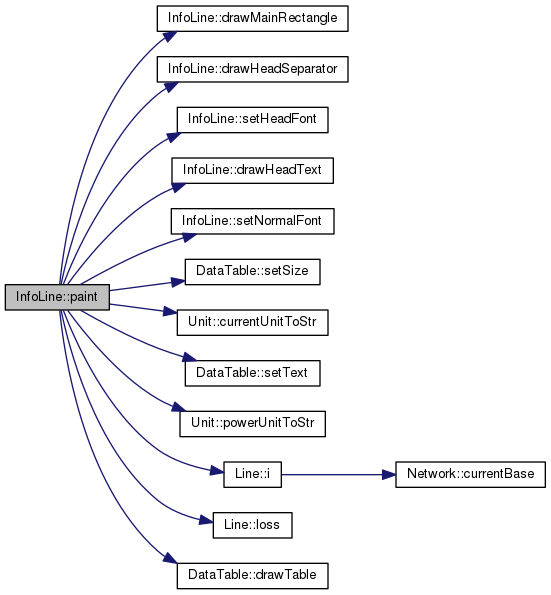 InfoLine::drawMainRectangle
InfoLine::drawHeadSeparator
InfoLine::setHeadFont
InfoLine::drawHeadText
InfoLine::setNormalFont
DataTable::setSize
InfoLine::paint
Unit::currentUnitToStr
DataTable::setText
Unit::powerUnitToStr
Line::i
Network::currentBase
Line::loss
DataTable::drawTable